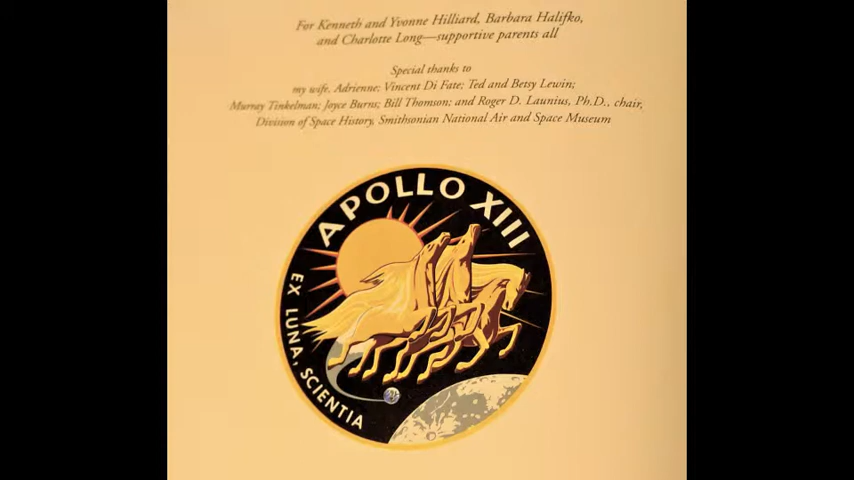 For Kenneth and Yvonne Hilliard, Barbara Halifko,
and Charlotte Long—supportive parents all
Special thanks to
my wife, Adrienne; Vincent Di Fate; Ted and Betsy Lewin;
Murray Tinkelman; Joyce Burns; Bill Thomson; and Roger D. Launius, Ph.D., chair,
Division of Space History, Smithsonian National Air and Space Museum
APOLLO XIII
EX LUNA, SCIENTIA